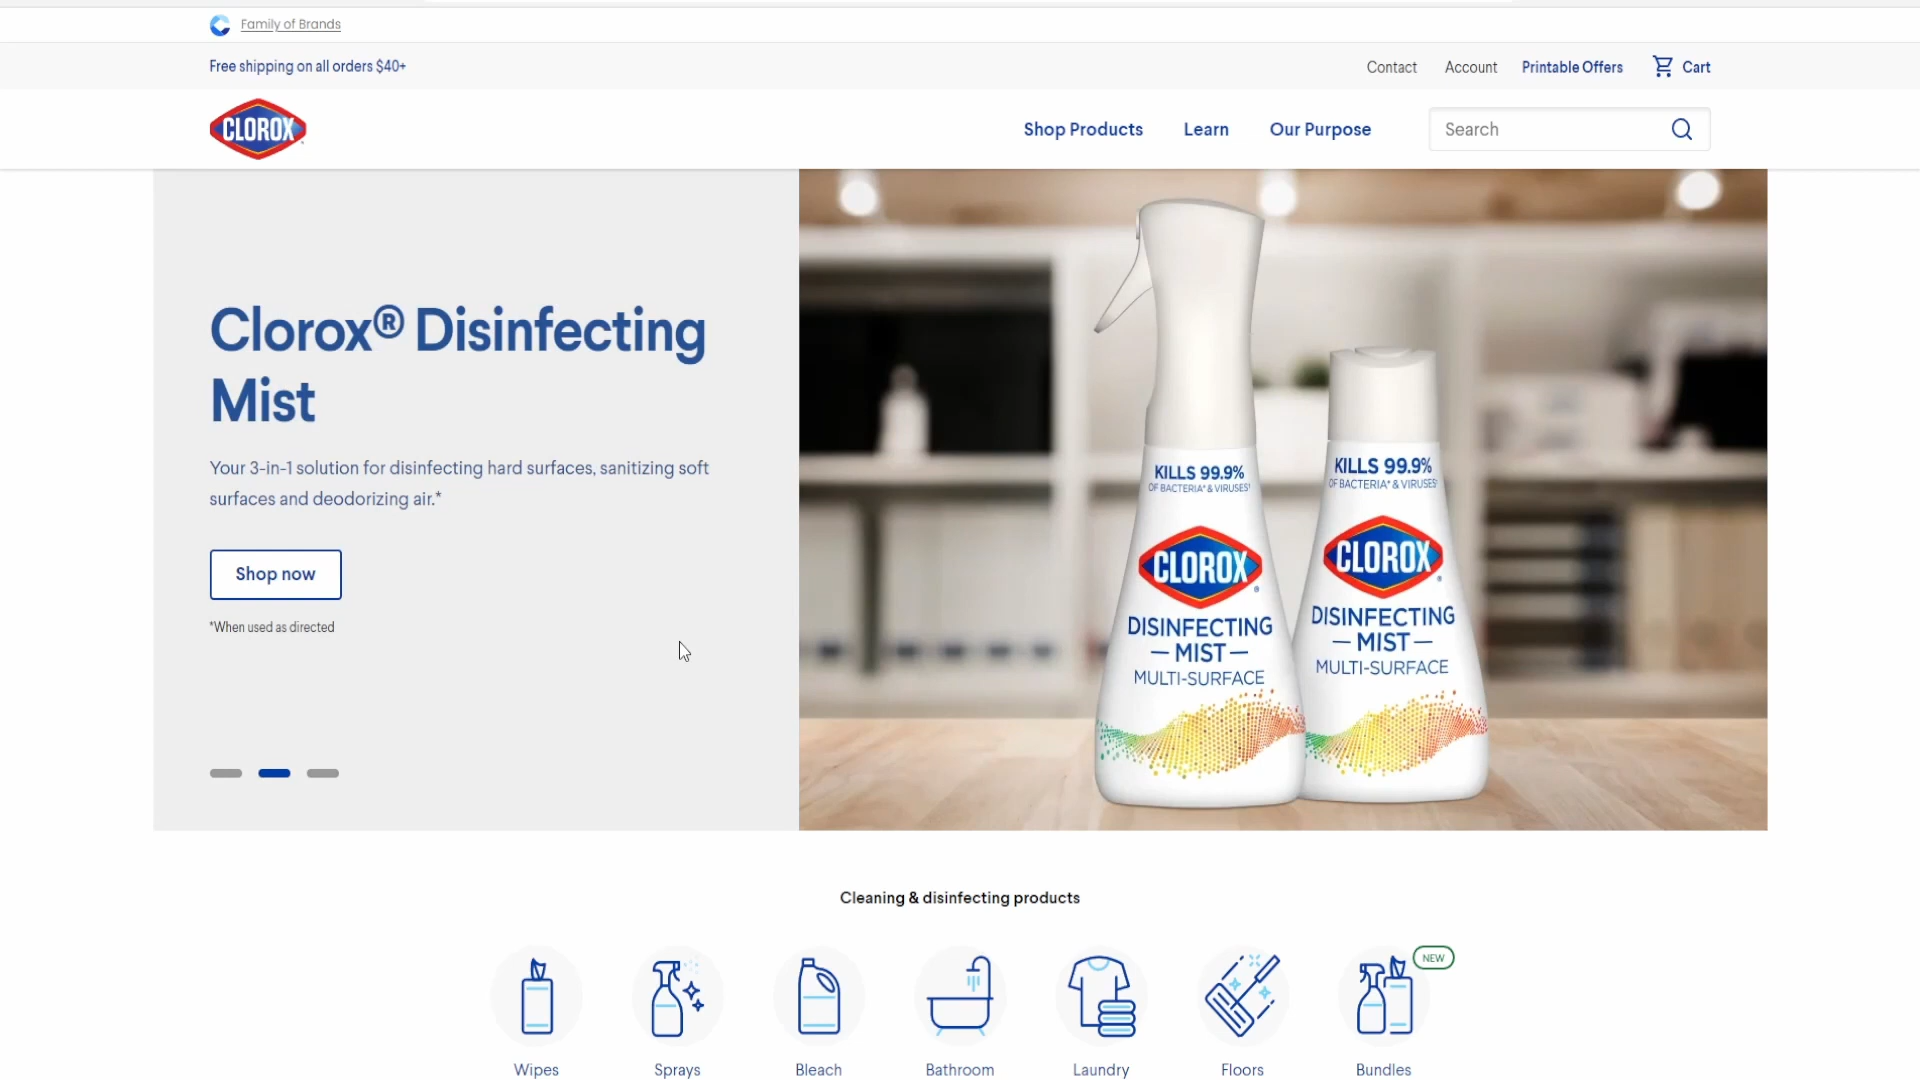 Family of Brands
Free shipping on all orders $40+
Contact Account Printable Offers Cart
CLOROX
Shop Products Learn Our Purpose Search
Clorox® Disinfecting
Mist
Your 3-in-1 solution for disinfecting hard surfaces, sanitizing soft
surfaces and deodorizing air.*
Shop now
*When used as directed
KILLS 99.9%
OF BACTERIA* & VIRUSES†
CLOROX®
DISINFECTING
—MIST—
MULTI-SURFACE
KILLS 99.9%
OF BACTERIA* & VIRUSES†
CLOROX®
DISINFECTING
—MIST—
MULTI-SURFACE
Cleaning & disinfecting products
NEW
Wipes Sprays Bleach Bathroom Laundry Floors Bundles